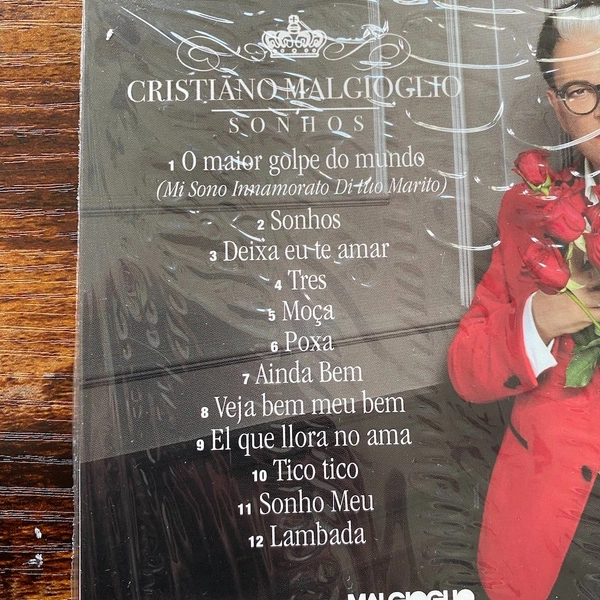 CRISTIANO MALGIOGLIO
SONHOS
1 O maior golpe do mundo
(Mi Sono Innamorato Di tuo Marito)
2 Sonhos
3 Deixa eu te amar
4 Tres
5 Moça
6 Poxa
7 Ainda Bem
8 Veja bem meu bem
9 El que llora no ama
10 Tico tico
11 Sonho Meu
12 Lambada
MALGIOGLIO